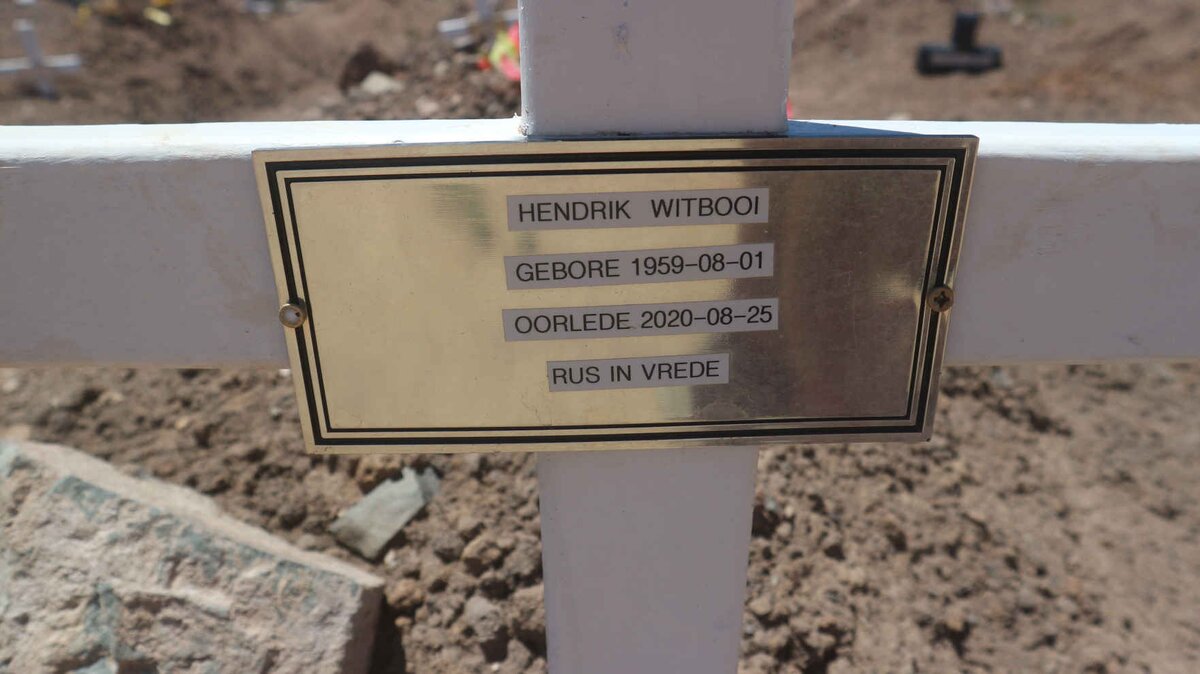 HENDRIK WITBOOI
GEBORE 1959-08-01
OORLEDE 2020-08-25
RUS IN VREDE